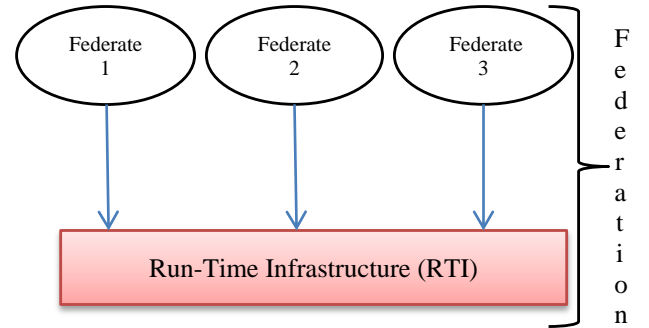 Federate
1
Federate
2
Federate
3
Run-Time Infrastructure (RTI)
F
e
d
e
r
a
t
i
o
n